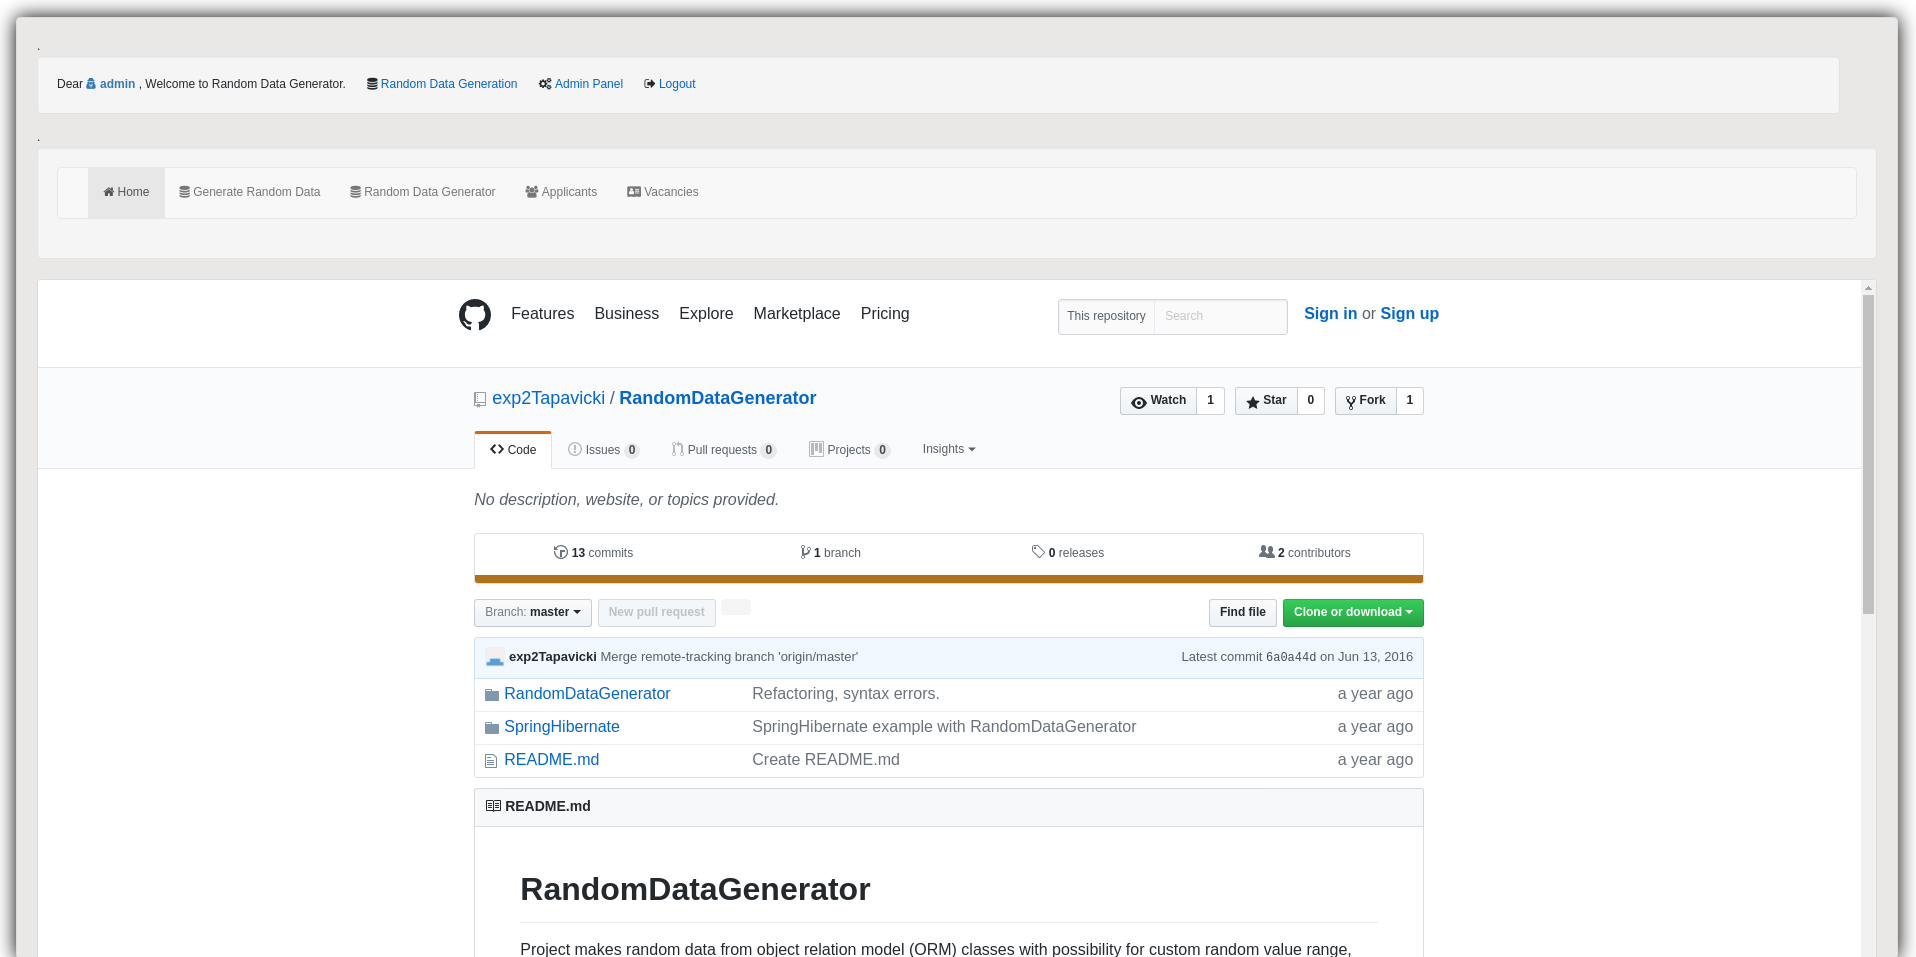 .
Dear admin , Welcome to Random Data Generator. Random Data Generation Admin Panel Logout
.
Home Generate Random Data Random Data Generator Applicants Vacancies
Features Business Explore Marketplace Pricing This repository Search Sign in or Sign up
exp2Tapavicki / RandomDataGenerator Watch 1 Star 0 Fork 1
Code Issues 0 Pull requests 0 Projects 0 Insights
No description, website, or topics provided.
13 commits 1 branch 0 releases 2 contributors
Branch: master New pull request Find file Clone or download
exp2Tapavicki Merge remote-tracking branch 'origin/master' Latest commit 6a0a44d on Jun 13, 2016
RandomDataGenerator Refactoring, syntax errors. a year ago
SpringHibernate SpringHibernate example with RandomDataGenerator a year ago
README.md Create README.md a year ago
README.md
RandomDataGenerator
Project makes random data from object relation model (ORM) classes with possibility for custom random value range,